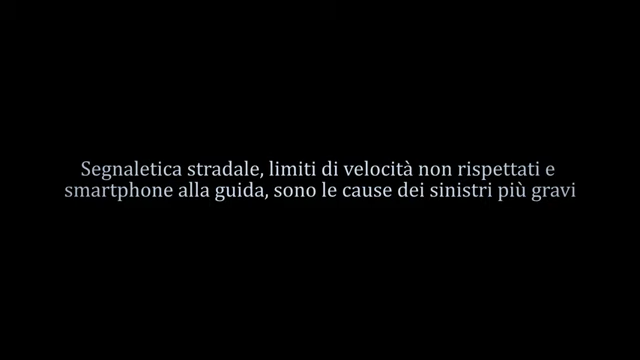 Segnaletica stradale, limiti di velocità non rispettati e
smartphone alla guida, sono le cause dei sinistri più gravi